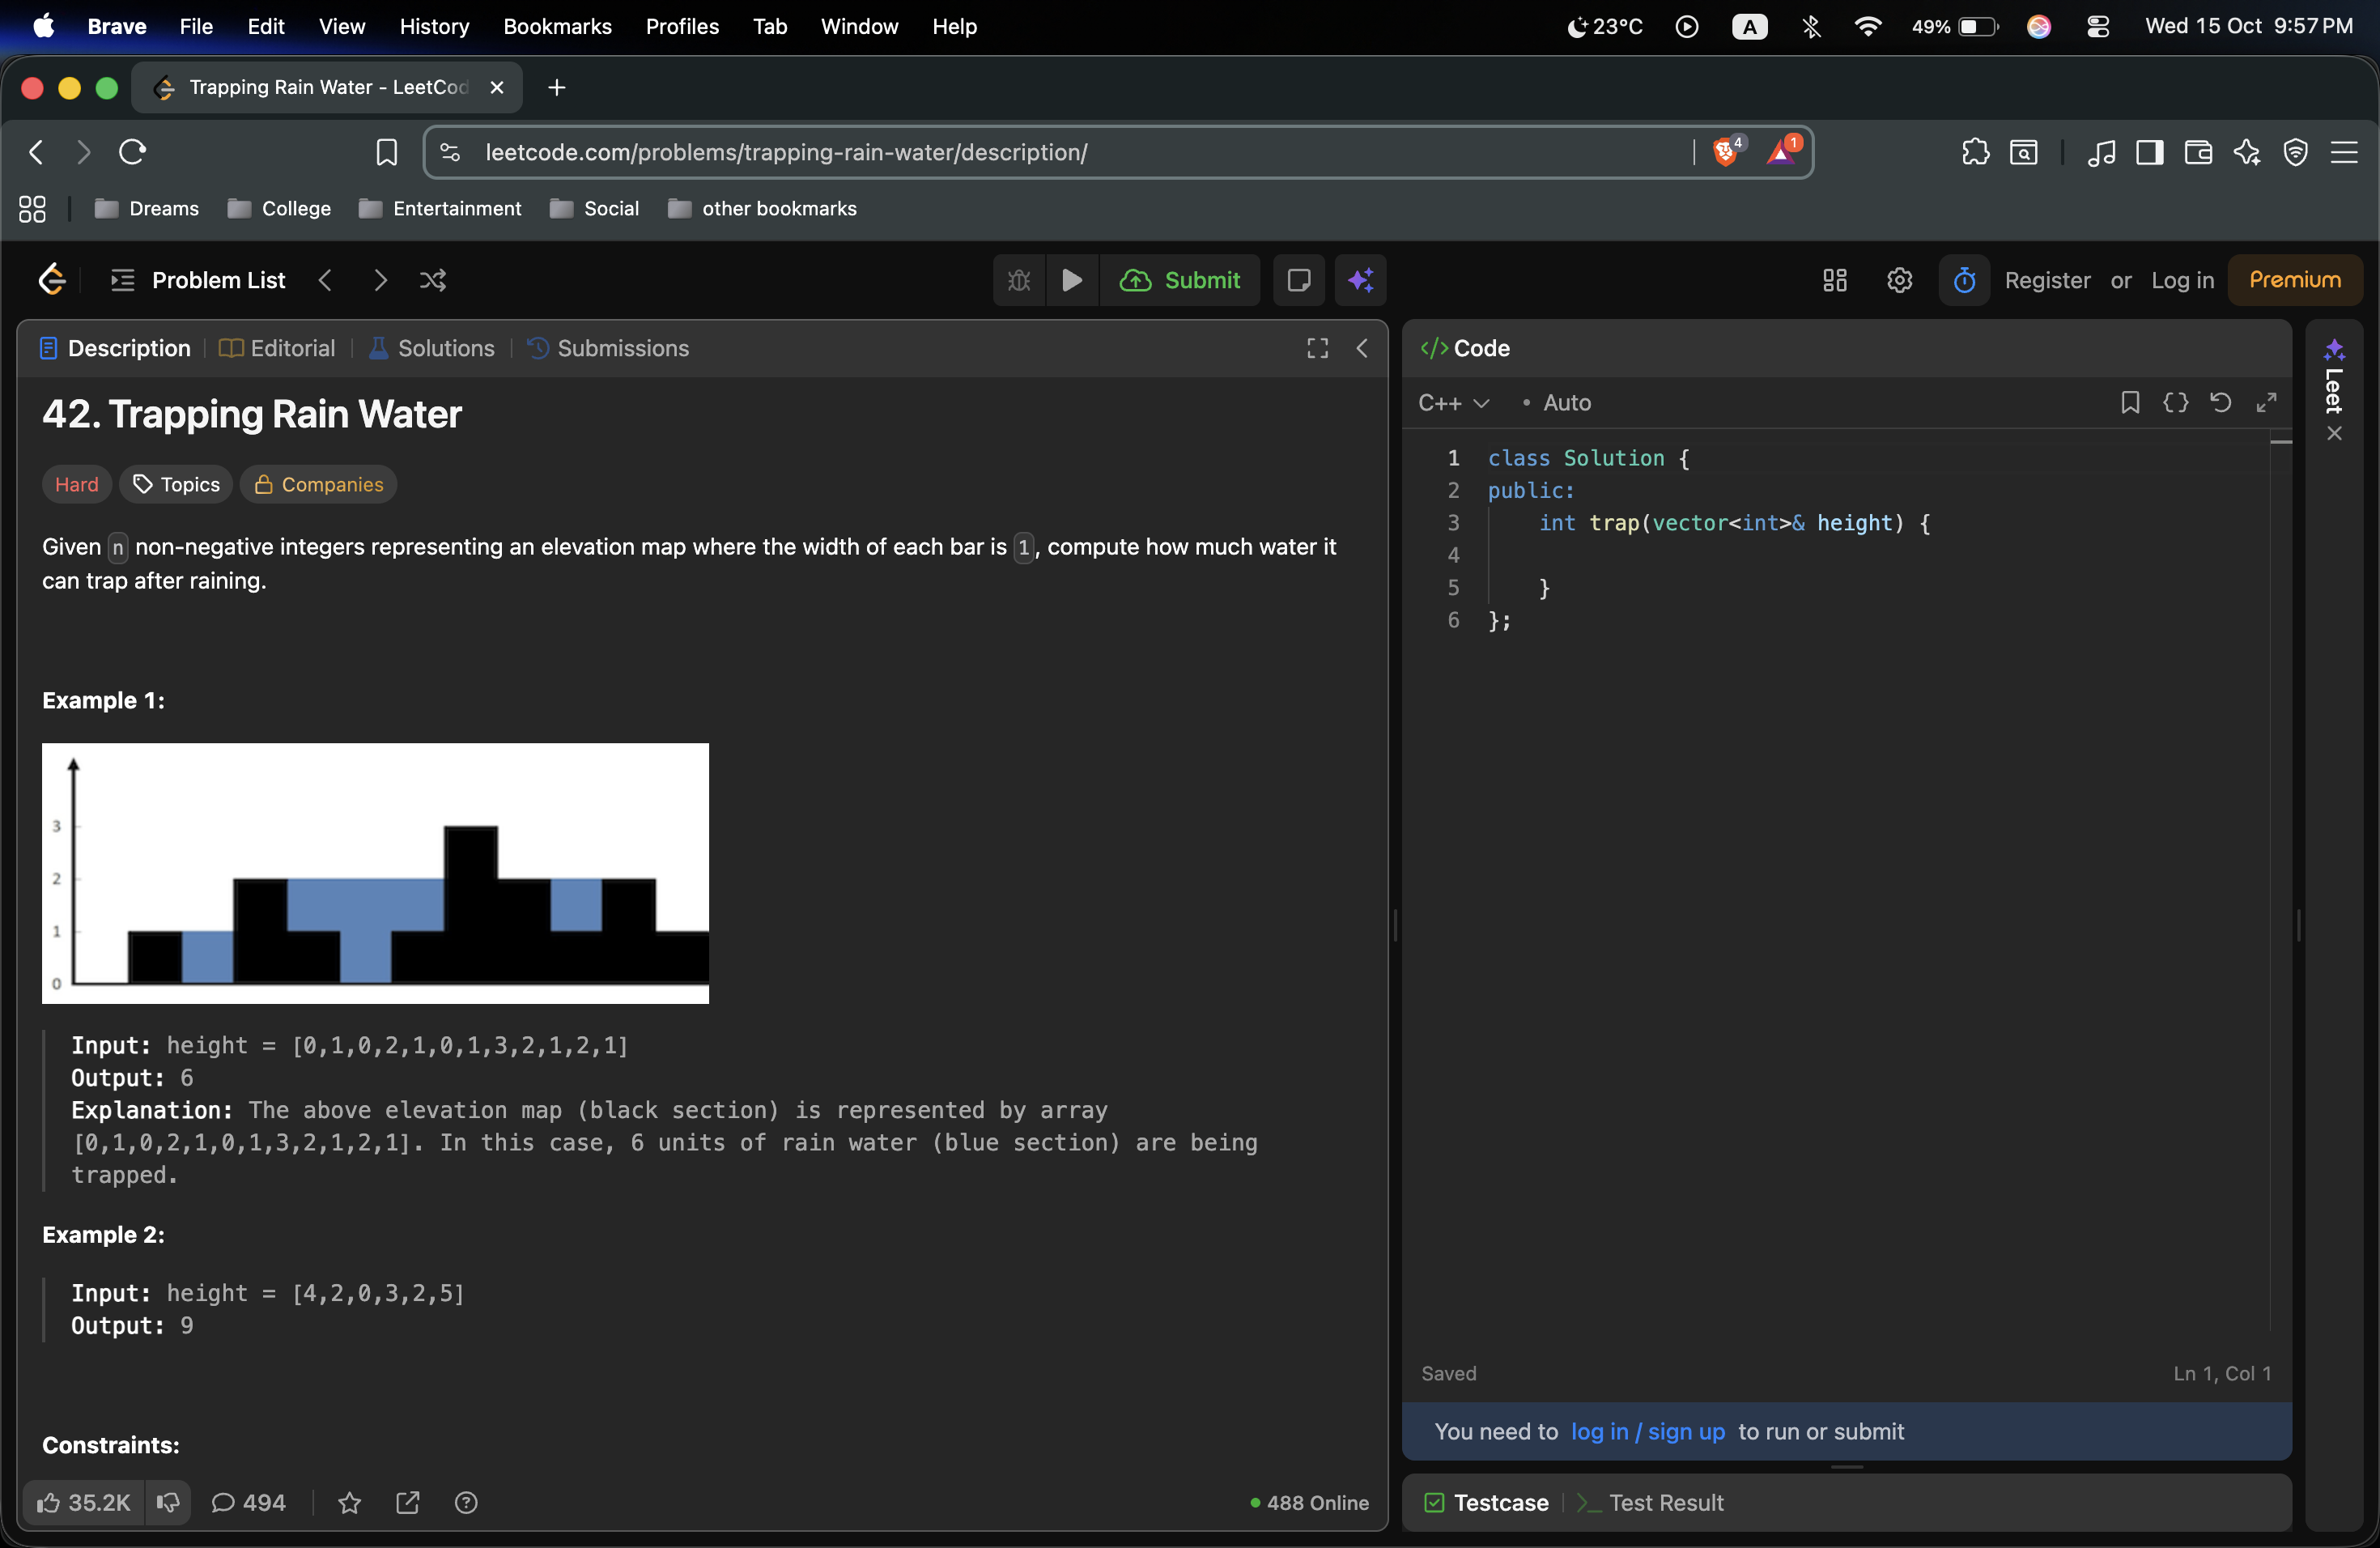 Brave File Edit View History Bookmarks Profiles Tab Window Help 23°C A 49% Wed 15 Oct 9:57 PM
Trapping Rain Water - LeetCod
leetcode.com/problems/trapping-rain-water/description/ 4 1
Dreams College Entertainment Social other bookmarks
Problem List Submit Register or Log in Premium
Description Editorial Solutions Submissions
42. Trapping Rain Water
Hard Topics Companies
Given n non-negative integers representing an elevation map where the width of each bar is 1, compute how much water it
can trap after raining.
Example 1:
3
2
1
0
Input: height = [0,1,0,2,1,0,1,3,2,1,2,1]
Output: 6
Explanation: The above elevation map (black section) is represented by array
[0,1,0,2,1,0,1,3,2,1,2,1]. In this case, 6 units of rain water (blue section) are being
trapped.
Example 2:
Input: height = [4,2,0,3,2,5]
Output: 9
Constraints:
35.2K 494 488 Online
</> Code
C++ Auto
1 class Solution {
2 public:
3 int trap(vector<int>& height) {
4
5 }
6 };
Saved Ln 1, Col 1
You need to log in / sign up to run or submit
Testcase Test Result
Leet